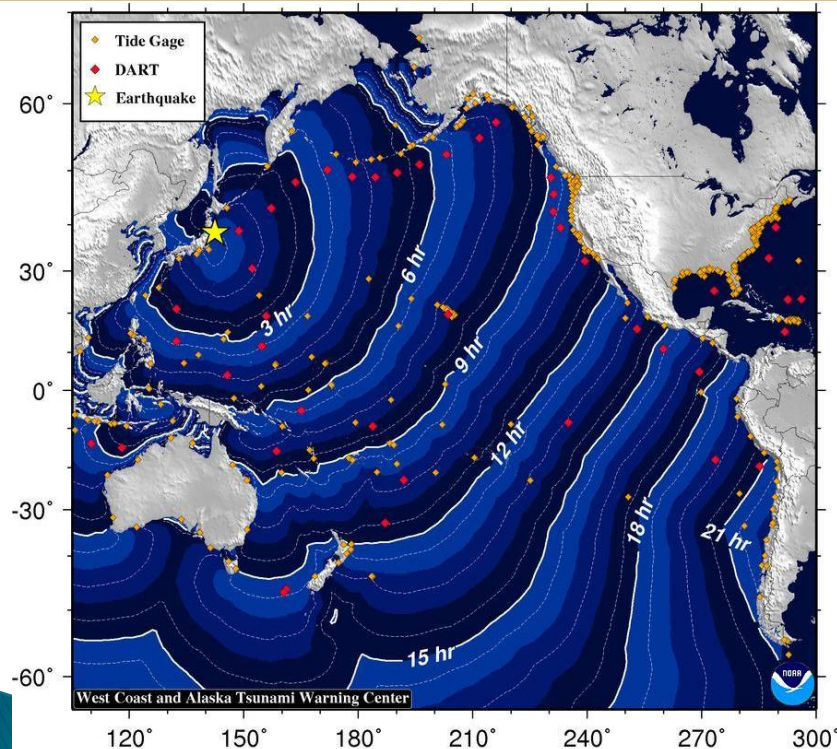 Tide Gage
DART
Earthquake
60°
30°
0°
-30°
-60°
3 hr
6 hr
9 hr
12 hr
15 hr
18 hr
21 hr
NOAA
West Coast and Alaska Tsunami Warning Center
120° 150° 180° 210° 240° 270° 300°